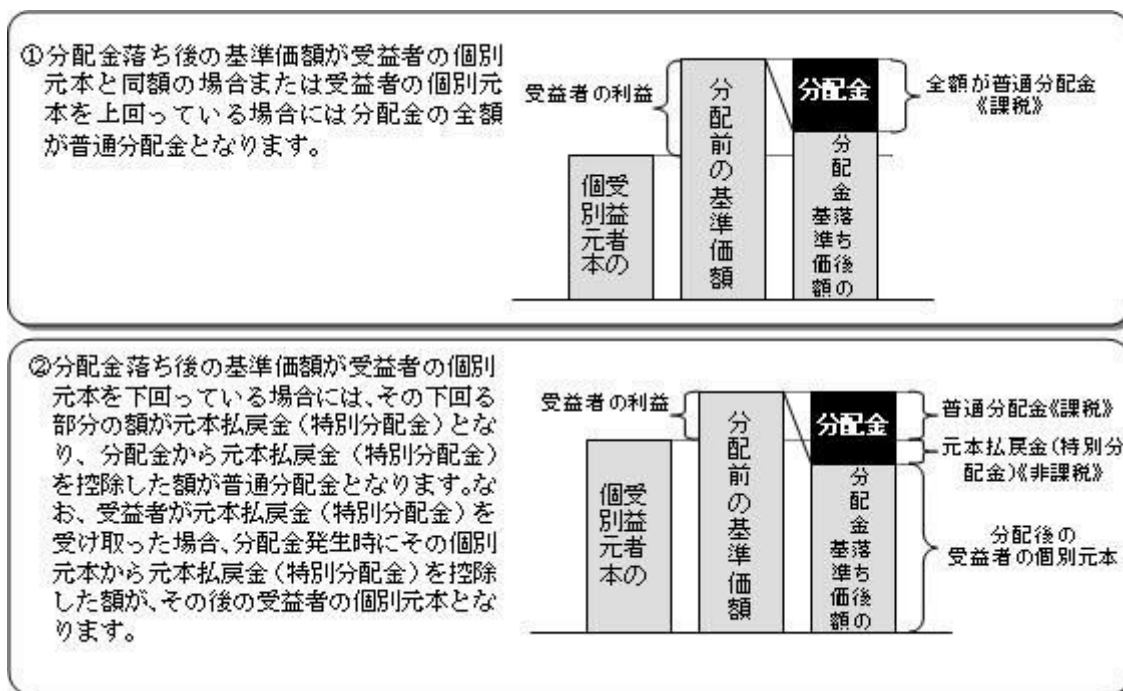 ①分配金落ち後の基準価額が受益者の個別
元本と同額の場合または受益者の個別元
本を上回っている場合には分配金の全額
が普通分配金となります。
受益者の利益
受益者の
個別元本
分配前の基準価額
分配金
分配金落ち後の
基準価額
全額が普通分配金
《課税》
②分配金落ち後の基準価額が受益者の個別
元本を下回っている場合には、その下回る
部分の額が元本払戻金（特別分配金）とな
り、分配金から元本払戻金（特別分配金）
を控除した額が普通分配金となります。な
お、受益者が元本払戻金（特別分配金）を
受け取った場合、分配金発生時にその個別
元本から元本払戻金（特別分配金）を控除
した額が、その後の受益者の個別元本とな
ります。
受益者の利益
受益者の
個別元本
分配前の基準価額
分配金
分配金落ち後の
基準価額
普通分配金《課税》
元本払戻金（特別分
配金）《非課税》
分配後の
受益者の個別元本